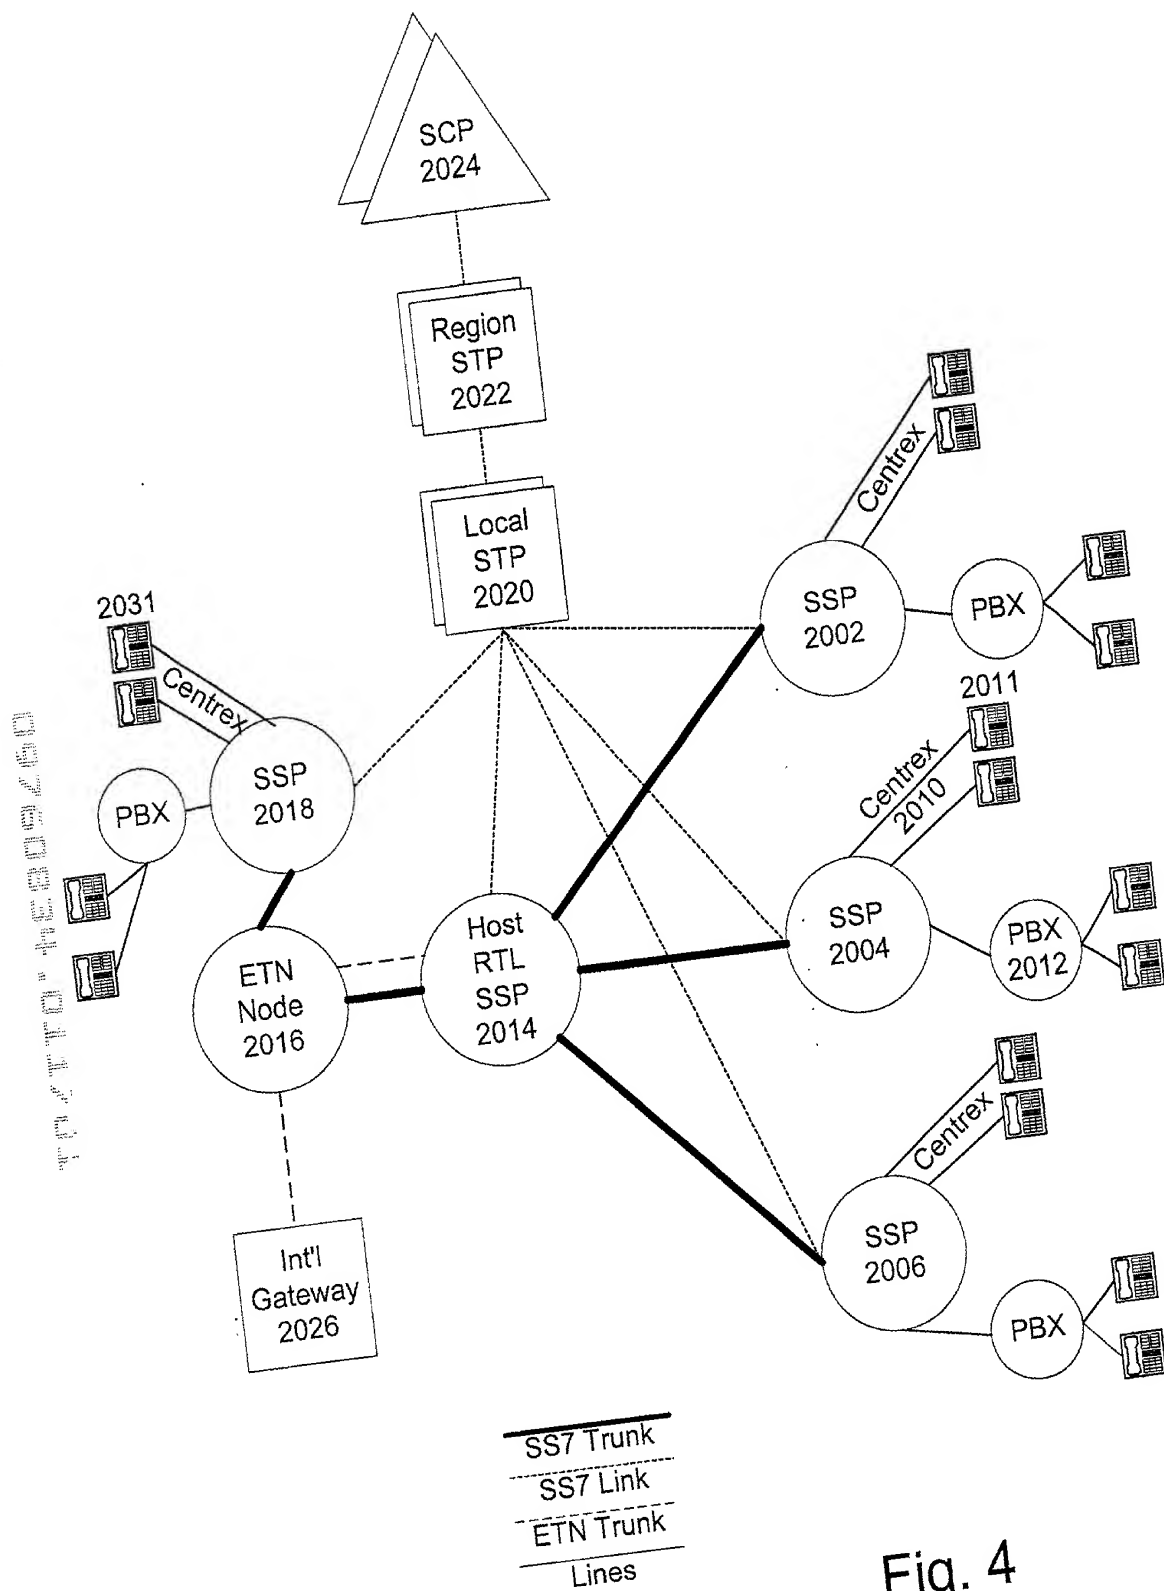 SCP
2024
Region
STP
2022
Local
STP
2020
Centrex
SSP
2002
PBX
2031
Centrex
SSP
2018
PBX
2011
Centrex
2010
SSP
2004
PBX
2012
Host
RTL
SSP
2014
ETN
Node
2016
Centrex
SSP
2006
PBX
Int'l
Gateway
2026
SS7 Trunk
SS7 Link
ETN Trunk
Lines
Fig. 4
09760834.011701